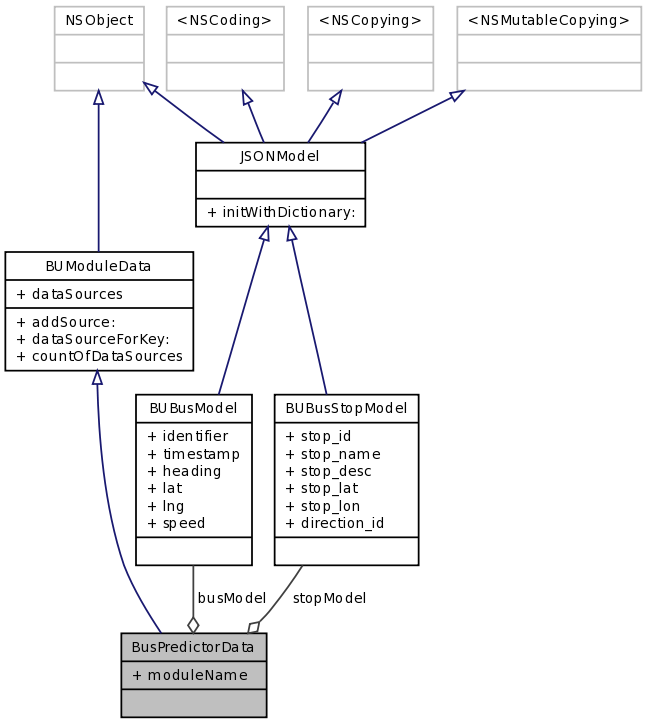 NSObject
<NSCoding>
<NSCopying>
<NSMutableCopying>
JSONModel
+ initWithDictionary:
BUModuleData
+ dataSources
+ addSource:
+ dataSourceForKey:
+ countOfDataSources
BUBusModel
+ identifier
+ timestamp
+ heading
+ lat
+ lng
+ speed
BUBusStopModel
+ stop_id
+ stop_name
+ stop_desc
+ stop_lat
+ stop_lon
+ direction_id
busModel
stopModel
BusPredictorData
+ moduleName